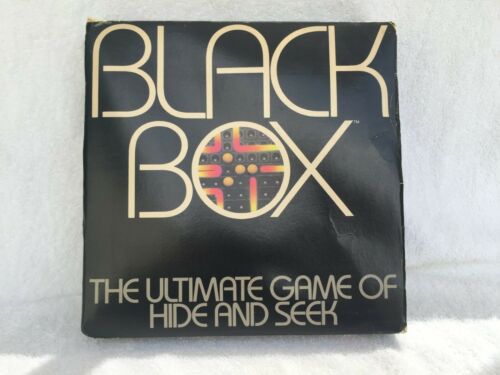 BLACK
BOX™
THE ULTIMATE GAME OF
HIDE AND SEEK